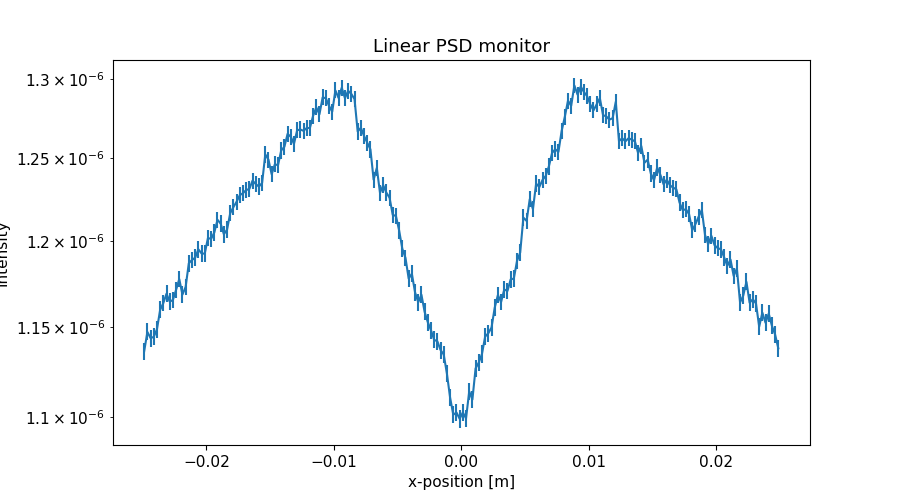 Linear PSD monitor
1.3 × 10⁻⁶
1.25 × 10⁻⁶
1.2 × 10⁻⁶
1.15 × 10⁻⁶
1.1 × 10⁻⁶
Intensity
−0.02 −0.01 0.00 0.01 0.02
x-position [m]